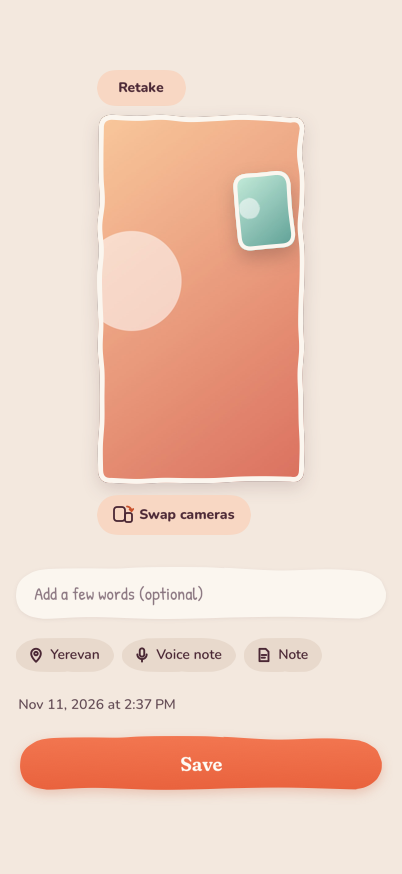 Retake
Swap cameras
Add a few words (optional)
Yerevan Voice note Note
Nov 11, 2026 at 2:37 PM
Save